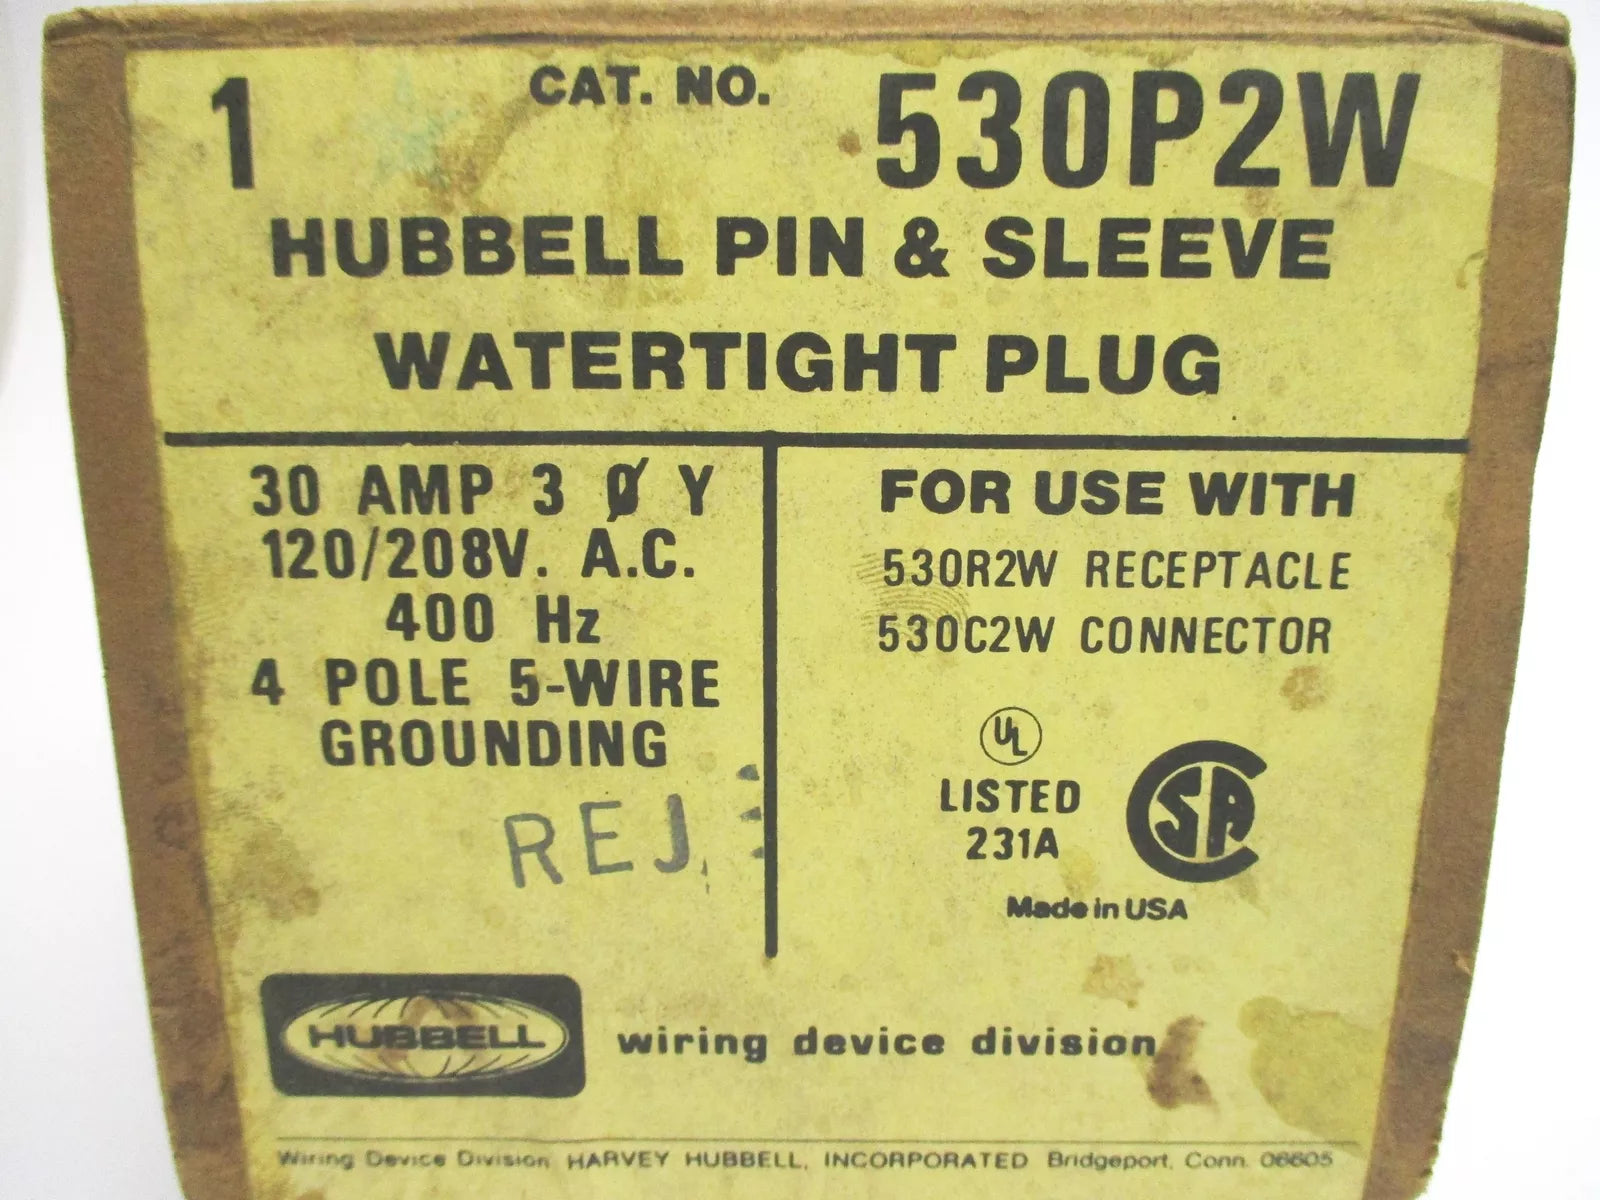 1 CAT. NO. 530P2W
HUBBELL PIN & SLEEVE
WATERTIGHT PLUG
30 AMP 3 Ø Y
120/208V. A.C.
400 Hz
4 POLE 5-WIRE
GROUNDING
REJ
FOR USE WITH
530R2W RECEPTACLE
530C2W CONNECTOR
UL
LISTED
231A
SA
Made in USA
HUBBELL
wiring device division
Wiring Device Division HARVEY HUBBELL, INCORPORATED Bridgeport, Conn. 06605